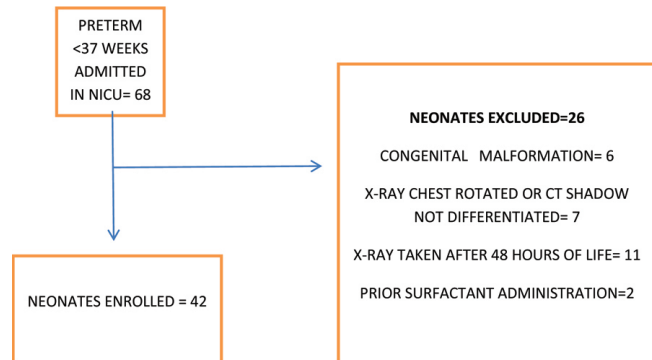 PRETERM
<37 WEEKS
ADMITTED
IN NICU= 68
NEONATES EXCLUDED=26
CONGENITAL MALFORMATION= 6
X-RAY CHEST ROTATED OR CT SHADOW
NOT DIFFERENTIATED= 7
X-RAY TAKEN AFTER 48 HOURS OF LIFE= 11
PRIOR SURFACTANT ADMINISTRATION=2
NEONATES ENROLLED = 42